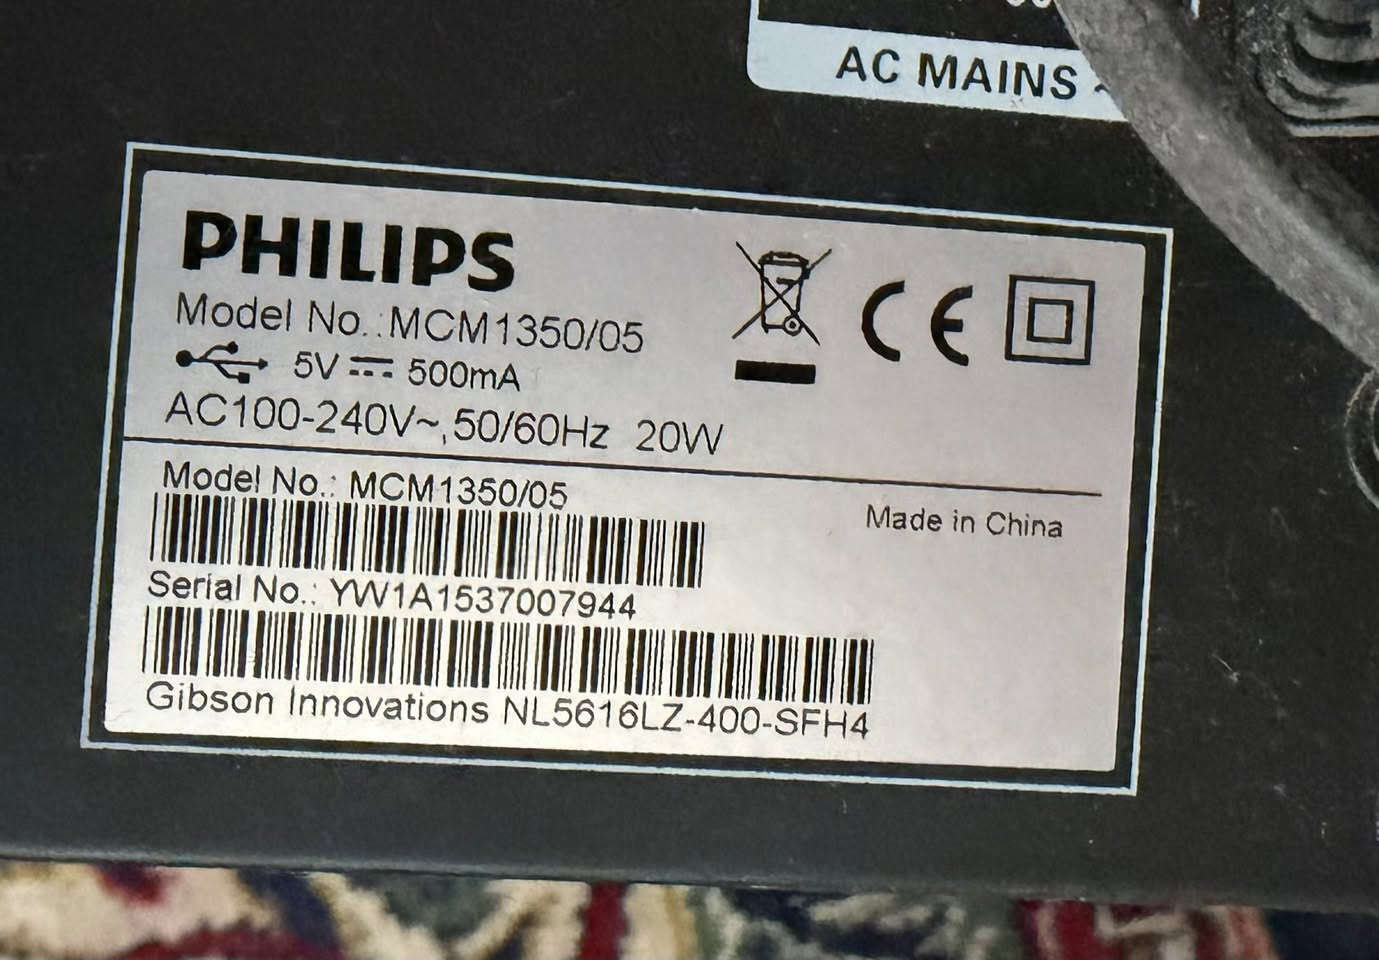 AC MAINS ~
PHILIPS
Model No.:MCM1350/05
5V ⎓ 500mA
AC100-240V~,50/60Hz 20W
CE
Model No.: MCM1350/05
Made in China
Serial No.: YW1A1537007944
Gibson Innovations NL5616LZ-400-SFH4